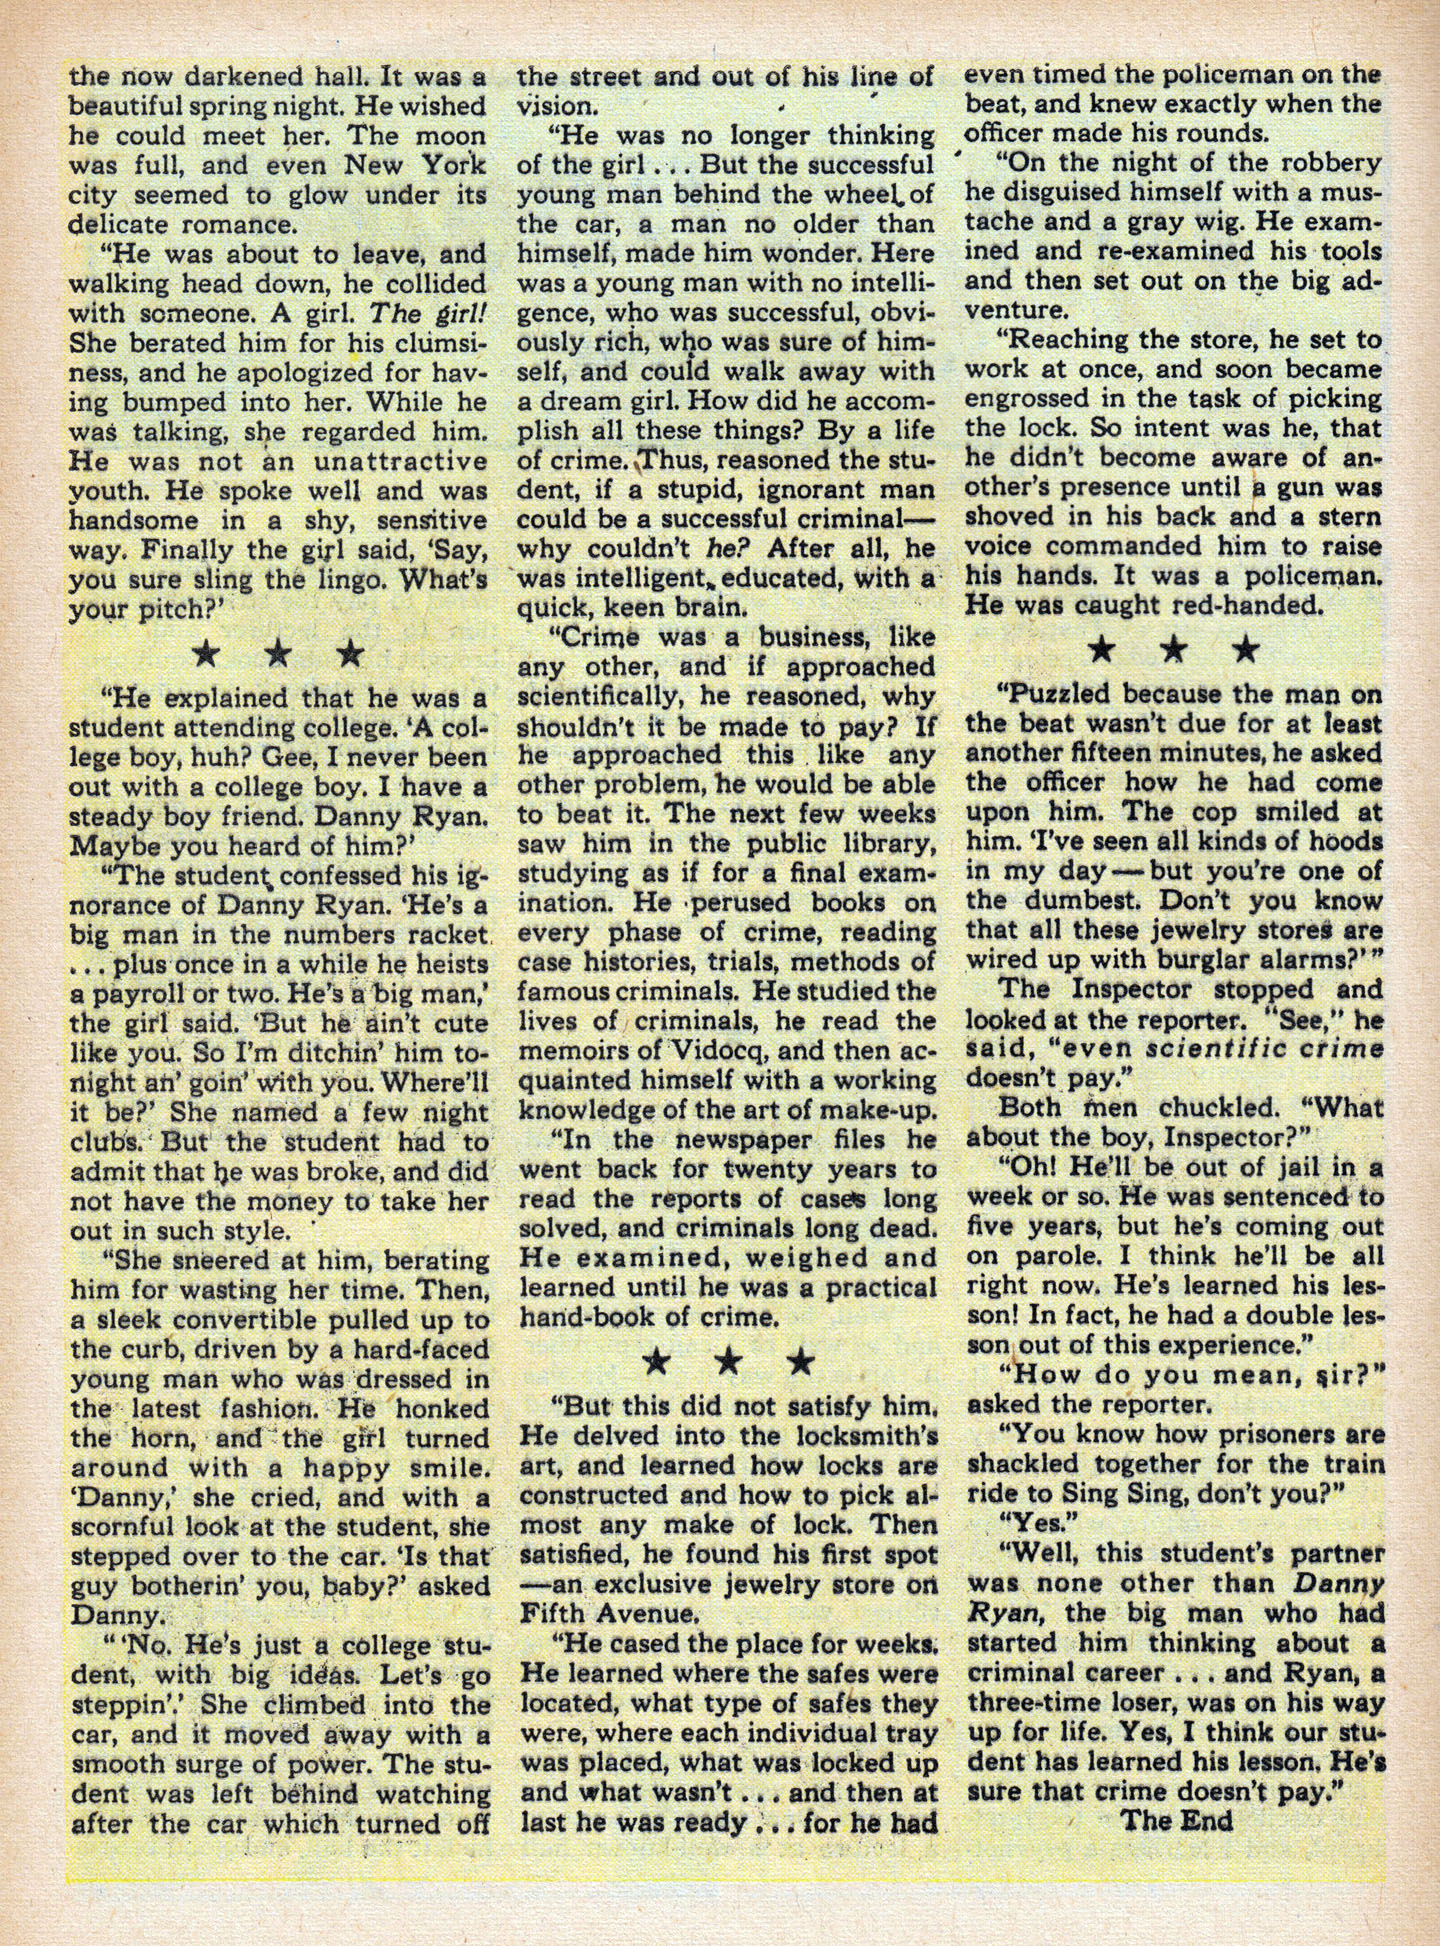 the now darkened hall. It was a
beautiful spring night. He wished
he could meet her. The moon
was full, and even New York
city seemed to glow under its
delicate romance.
“He was about to leave, and
walking head down, he collided
with someone. A girl. The girl!
She berated him for his clumsi-
ness, and he apologized for hav-
ing bumped into her. While he
was talking, she regarded him.
He was not an unattractive
youth. He spoke well and was
handsome in a shy, sensitive
way. Finally the girl said, ‘Say,
you sure sling the lingo. What’s
your pitch?’
★ ★ ★
“He explained that he was a
student attending college. ‘A col-
lege boy, huh? Gee, I never been
out with a college boy. I have a
steady boy friend. Danny Ryan.
Maybe you heard of him?’
“The student confessed his ig-
norance of Danny Ryan. ‘He’s a
big man in the numbers racket
... plus once in a while he heists
a payroll or two. He’s a big man,’
the girl said. ‘But he ain’t cute
like you. So I’m ditchin’ him to-
night an’ goin’ with you. Where’ll
it be?’ She named a few night
clubs. But the student had to
admit that he was broke, and did
not have the money to take her
out in such style.
“She sneered at him, berating
him for wasting her time. Then,
a sleek convertible pulled up to
the curb, driven by a hard-faced
young man who was dressed in
the latest fashion. He honked
the horn, and the girl turned
around with a happy smile.
‘Danny,’ she cried, and with a
scornful look at the student, she
stepped over to the car. ‘Is that
guy botherin’ you, baby?’ asked
Danny.
“ ‘No. He’s just a college stu-
dent, with big ideas. Let’s go
steppin’.’ She climbed into the
car, and it moved away with a
smooth surge of power. The stu-
dent was left behind watching
after the car which turned off
the street and out of his line of
vision.
“He was no longer thinking
of the girl ... But the successful
young man behind the wheel of
the car, a man no older than
himself, made him wonder. Here
was a young man with no intelli-
gence, who was successful, obvi-
ously rich, who was sure of him-
self, and could walk away with
a dream girl. How did he accom-
plish all these things? By a life
of crime. Thus, reasoned the stu-
dent, if a stupid, ignorant man
could be a successful criminal—
why couldn’t he? After all, he
was intelligent, educated, with a
quick, keen brain.
“Crime was a business, like
any other, and if approached
scientifically, he reasoned, why
shouldn’t it be made to pay? If
he approached this like any
other problem, he would be able
to beat it. The next few weeks
saw him in the public library,
studying as if for a final exam-
ination. He perused books on
every phase of crime, reading
case histories, trials, methods of
famous criminals. He studied the
lives of criminals, he read the
memoirs of Vidocq, and then ac-
quainted himself with a working
knowledge of the art of make-up.
“In the newspaper files he
went back for twenty years to
read the reports of cases long
solved, and criminals long dead.
He examined, weighed and
learned until he was a practical
hand-book of crime.
★ ★ ★
“But this did not satisfy him.
He delved into the locksmith’s
art, and learned how locks are
constructed and how to pick al-
most any make of lock. Then
satisfied, he found his first spot
—an exclusive jewelry store on
Fifth Avenue.
“He cased the place for weeks.
He learned where the safes were
located, what type of safes they
were, where each individual tray
was placed, what was locked up
and what wasn’t ... and then at
last he was ready ... for he had
even timed the policeman on the
beat, and knew exactly when the
officer made his rounds.
“On the night of the robbery
he disguised himself with a mus-
tache and a gray wig. He exam-
ined and re-examined his tools
and then set out on the big ad-
venture.
“Reaching the store, he set to
work at once, and soon became
engrossed in the task of picking
the lock. So intent was he, that
he didn’t become aware of an-
other’s presence until a gun was
shoved in his back and a stern
voice commanded him to raise
his hands. It was a policeman.
He was caught red-handed.
★ ★ ★
“Puzzled because the man on
the beat wasn’t due for at least
another fifteen minutes, he asked
the officer how he had come
upon him. The cop smiled at
him. ‘I’ve seen all kinds of hoods
in my day — but you’re one of
the dumbest. Don’t you know
that all these jewelry stores are
wired up with burglar alarms?’ ”
The Inspector stopped and
looked at the reporter. “See,” he
said, “even scientific crime
doesn’t pay.”
Both men chuckled. “What
about the boy, Inspector?”
“Oh! He’ll be out of jail in a
week or so. He was sentenced to
five years, but he’s coming out
on parole. I think he’ll be all
right now. He’s learned his les-
son! In fact, he had a double les-
son out of this experience.”
“How do you mean, sir?”
asked the reporter.
“You know how prisoners are
shackled together for the train
ride to Sing Sing, don’t you?”
“Yes.”
“Well, this student’s partner
was none other than Danny
Ryan, the big man who had
started him thinking about a
criminal career ... and Ryan, a
three-time loser, was on his way
up for life. Yes, I think our stu-
dent has learned his lesson. He’s
sure that crime doesn’t pay.”
The End